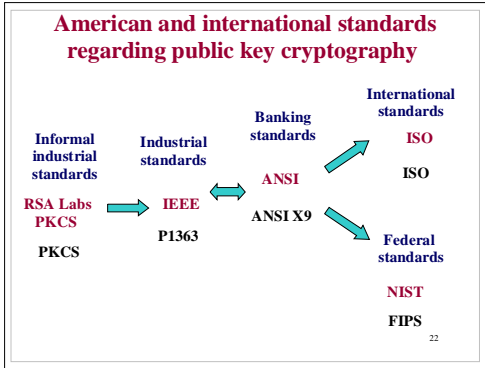 American and international standards
regarding public key cryptography
Informal
industrial
standards
RSA Labs
PKCS
PKCS
Industrial
standards
IEEE
P1363
Banking
standards
ANSI
ANSI X9
International
standards
ISO
ISO
Federal
standards
NIST
FIPS
22